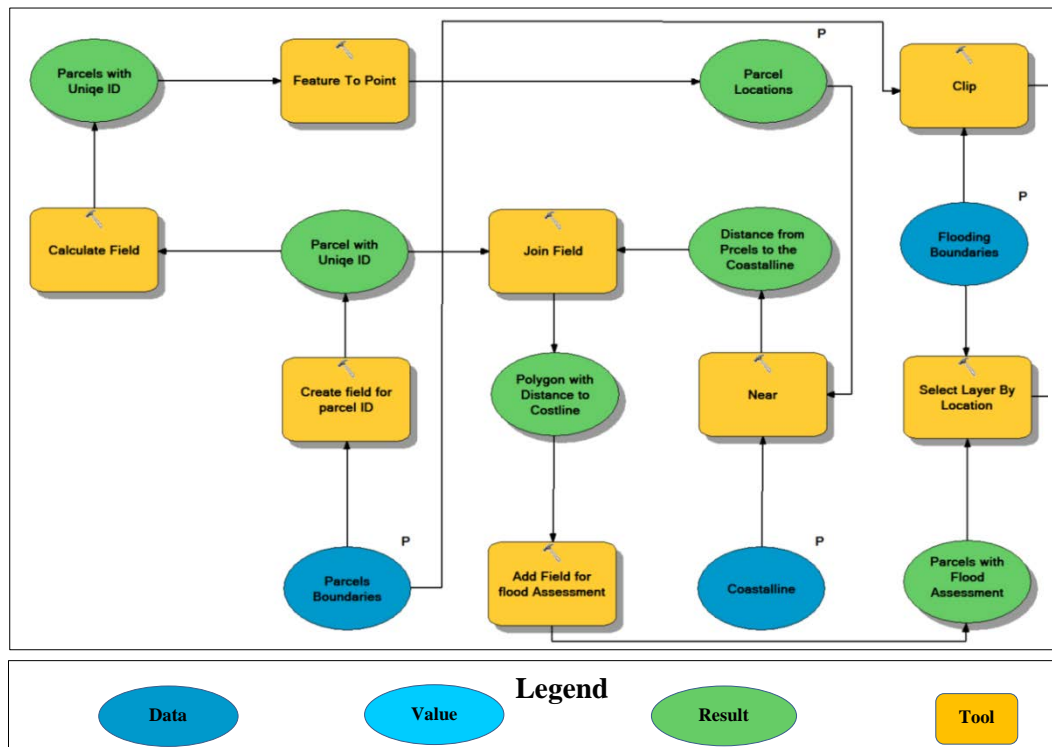 P
Parcels with
Uniqe ID
Feature To Point
Parcel
Locations
Clip
P
Calculate Field
Parcel with
Uniqe ID
Join Field
Distance from
Prcels to the
Coastalline
Flooding
Boundaries
Create field for
parcel ID
Polygon with
Distance to
Costline
Near
Select Layer By
Location
P
P
Parcels
Boundaries
Add Field for
flood Assessment
Coastalline
Parcels with
Flood
Assessment
Legend
Data
Value
Result
Tool